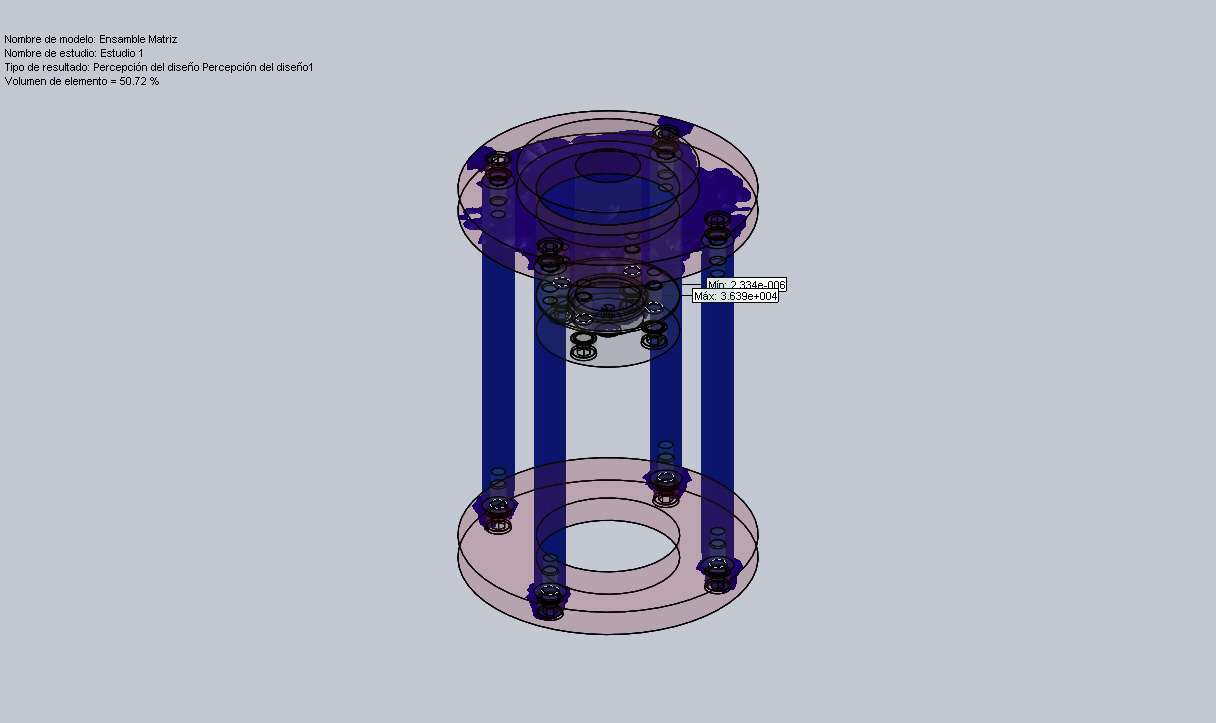 Nombre de modelo: Ensamble Matriz
Nombre de estudio: Estudio 1
Tipo de resultado: Percepción del diseño Percepción del diseño1
Volumen de elemento = 50.72 %
Mín: 2.334e-006
Máx: 3.639e+004